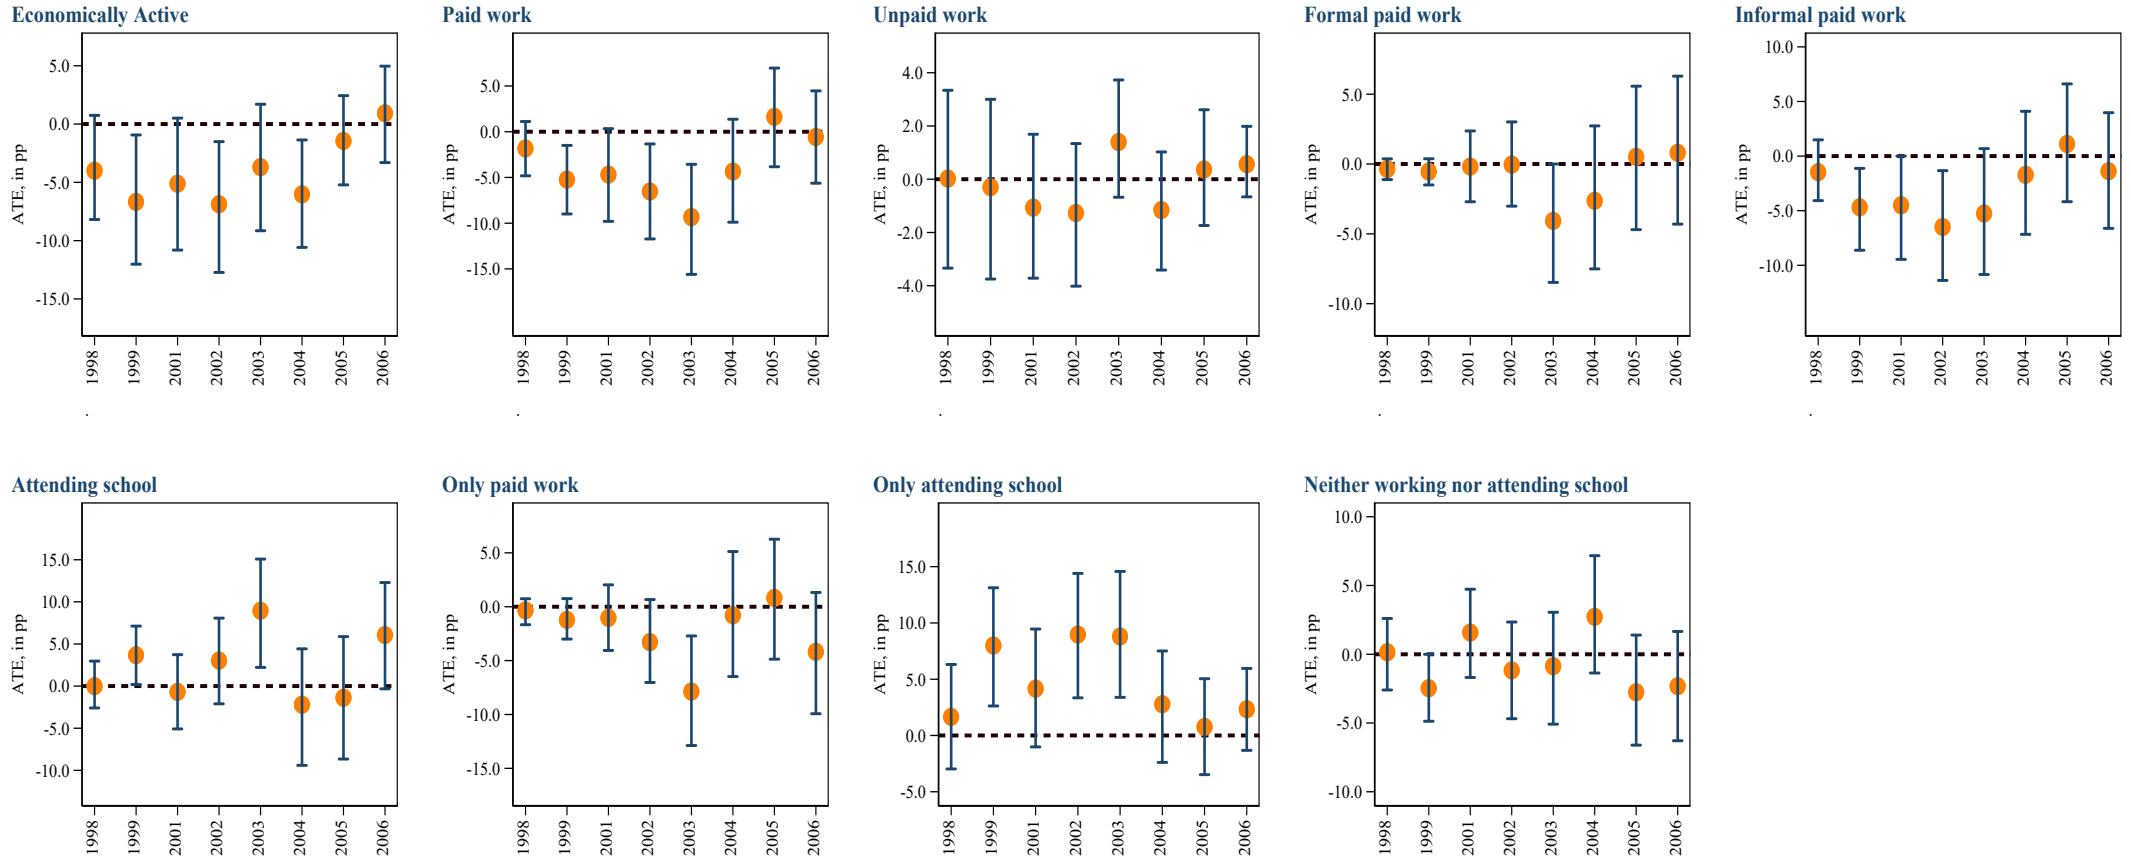 Economically Active
ATE, in pp
5.0
0.0
-5.0
-10.0
-15.0
1998 1999 2001 2002 2003 2004 2005 2006
.
Paid work
ATE, in pp
5.0
0.0
-5.0
-10.0
-15.0
1998 1999 2001 2002 2003 2004 2005 2006
.
Unpaid work
ATE, in pp
4.0
2.0
0.0
-2.0
-4.0
1998 1999 2001 2002 2003 2004 2005 2006
.
Formal paid work
ATE, in pp
5.0
0.0
-5.0
-10.0
1998 1999 2001 2002 2003 2004 2005 2006
.
Informal paid work
ATE, in pp
10.0
5.0
0.0
-5.0
-10.0
1998 1999 2001 2002 2003 2004 2005 2006
.
Attending school
ATE, in pp
15.0
10.0
5.0
0.0
-5.0
-10.0
1998 1999 2001 2002 2003 2004 2005 2006
Only paid work
ATE, in pp
5.0
0.0
-5.0
-10.0
-15.0
1998 1999 2001 2002 2003 2004 2005 2006
Only attending school
ATE, in pp
15.0
10.0
5.0
0.0
-5.0
1998 1999 2001 2002 2003 2004 2005 2006
Neither working nor attending school
ATE, in pp
10.0
5.0
0.0
-5.0
-10.0
1998 1999 2001 2002 2003 2004 2005 2006